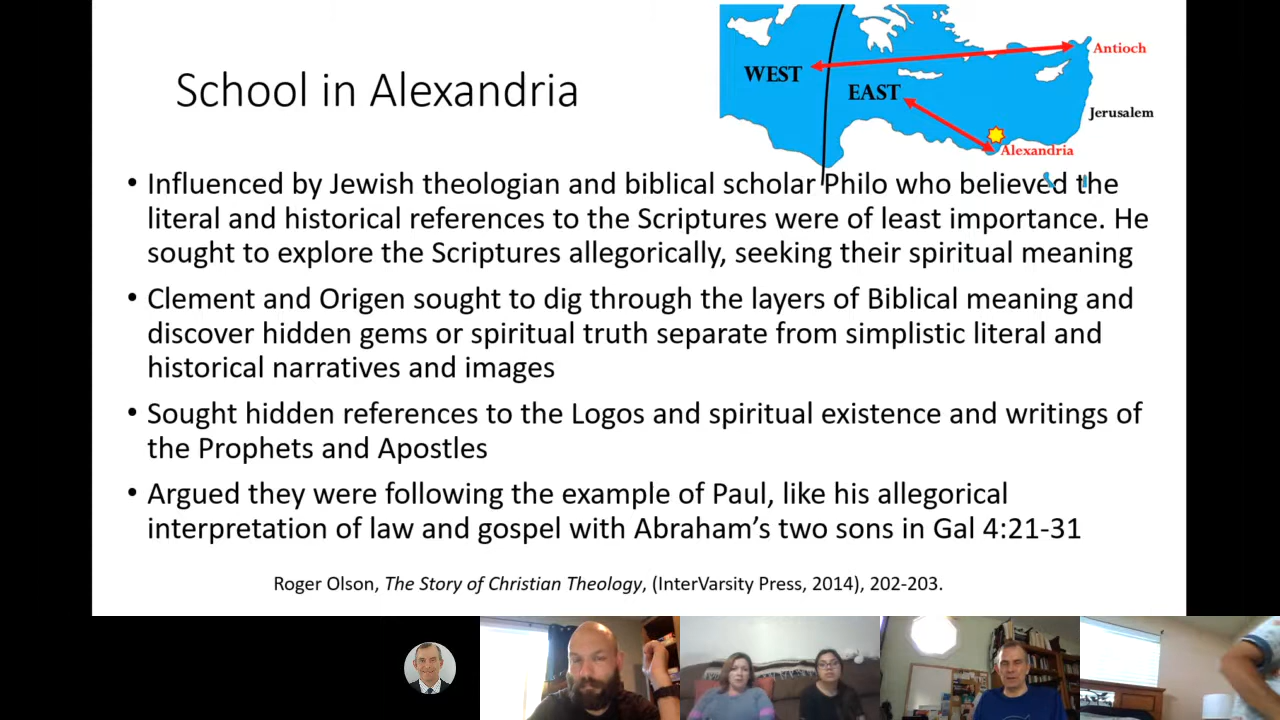 School in Alexandria
WEST
EAST
Antioch
Jerusalem
Alexandria
• Influenced by Jewish theologian and biblical scholar Philo who believed the
literal and historical references to the Scriptures were of least importance. He
sought to explore the Scriptures allegorically, seeking their spiritual meaning
• Clement and Origen sought to dig through the layers of Biblical meaning and
discover hidden gems or spiritual truth separate from simplistic literal and
historical narratives and images
• Sought hidden references to the Logos and spiritual existence and writings of
the Prophets and Apostles
• Argued they were following the example of Paul, like his allegorical
interpretation of law and gospel with Abraham’s two sons in Gal 4:21-31
Roger Olson, The Story of Christian Theology, (InterVarsity Press, 2014), 202-203.